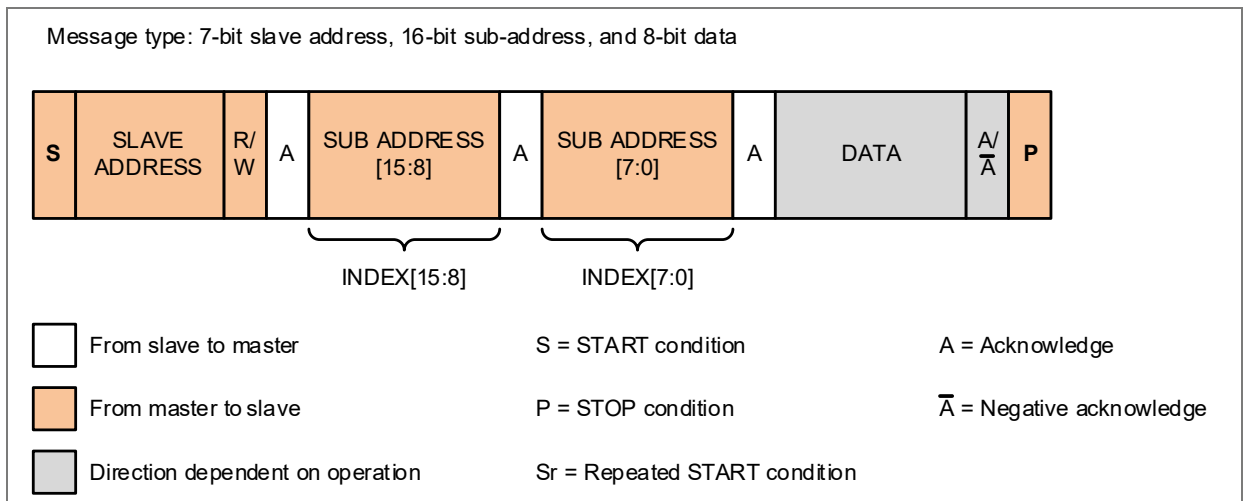 Message type: 7-bit slave address, 16-bit sub-address, and 8-bit data
S SLAVE ADDRESS R/W A SUB ADDRESS [15:8] A SUB ADDRESS [7:0] A DATA A/A̅ P
INDEX[15:8] INDEX[7:0]
From slave to master S = START condition A = Acknowledge
From master to slave P = STOP condition A̅ = Negative acknowledge
Direction dependent on operation Sr = Repeated START condition